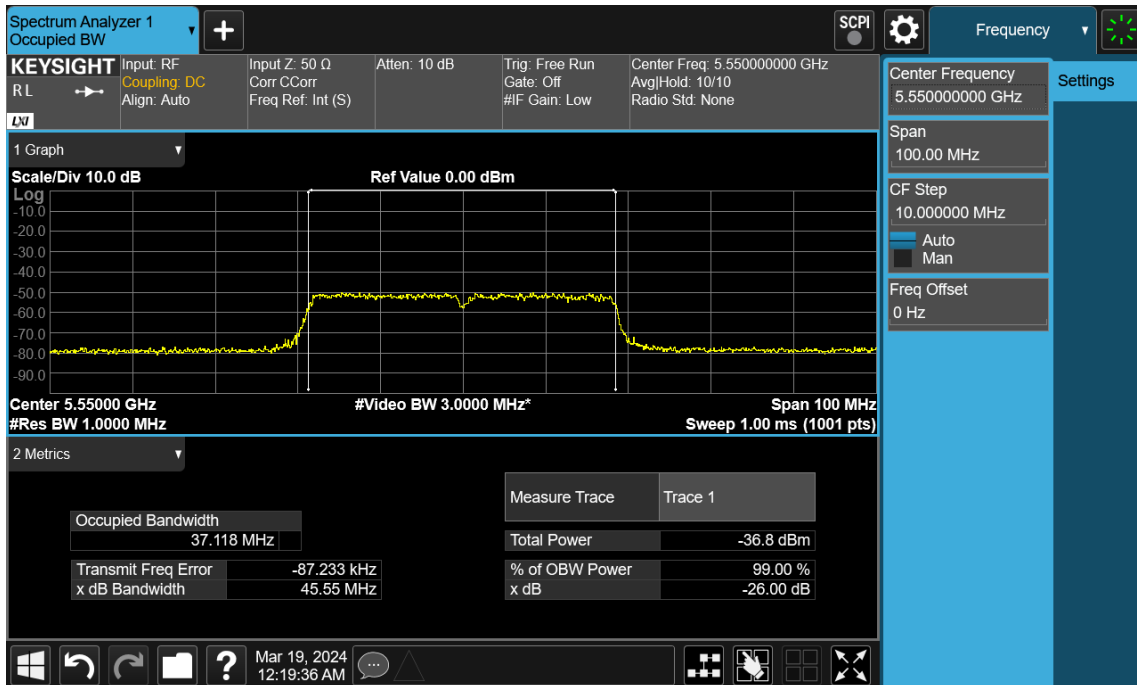 Spectrum Analyzer 1
Occupied BW
+
SCPI
Frequency
KEYSIGHT
RL
LXI
Input: RF
Coupling: DC
Align: Auto
Input Z: 50 Ω
Corr CCorr
Freq Ref: Int (S)
Atten: 10 dB
Trig: Free Run
Gate: Off
#IF Gain: Low
Center Freq: 5.550000000 GHz
Avg|Hold: 10/10
Radio Std: None
Center Frequency
5.550000000 GHz
Settings
Span
100.00 MHz
CF Step
10.000000 MHz
Auto
Man
Freq Offset
0 Hz
1 Graph
Scale/Div 10.0 dB
Ref Value 0.00 dBm
Log
-10.0
-20.0
-30.0
-40.0
-50.0
-60.0
-70.0
-80.0
-90.0
Center 5.55000 GHz
#Video BW 3.0000 MHz*
Span 100 MHz
#Res BW 1.0000 MHz
Sweep 1.00 ms (1001 pts)
2 Metrics
Measure Trace
Trace 1
Occupied Bandwidth
37.118 MHz
Total Power
-36.8 dBm
Transmit Freq Error
-87.233 kHz
% of OBW Power
99.00 %
x dB Bandwidth
45.55 MHz
x dB
-26.00 dB
?
Mar 19, 2024
12:19:36 AM